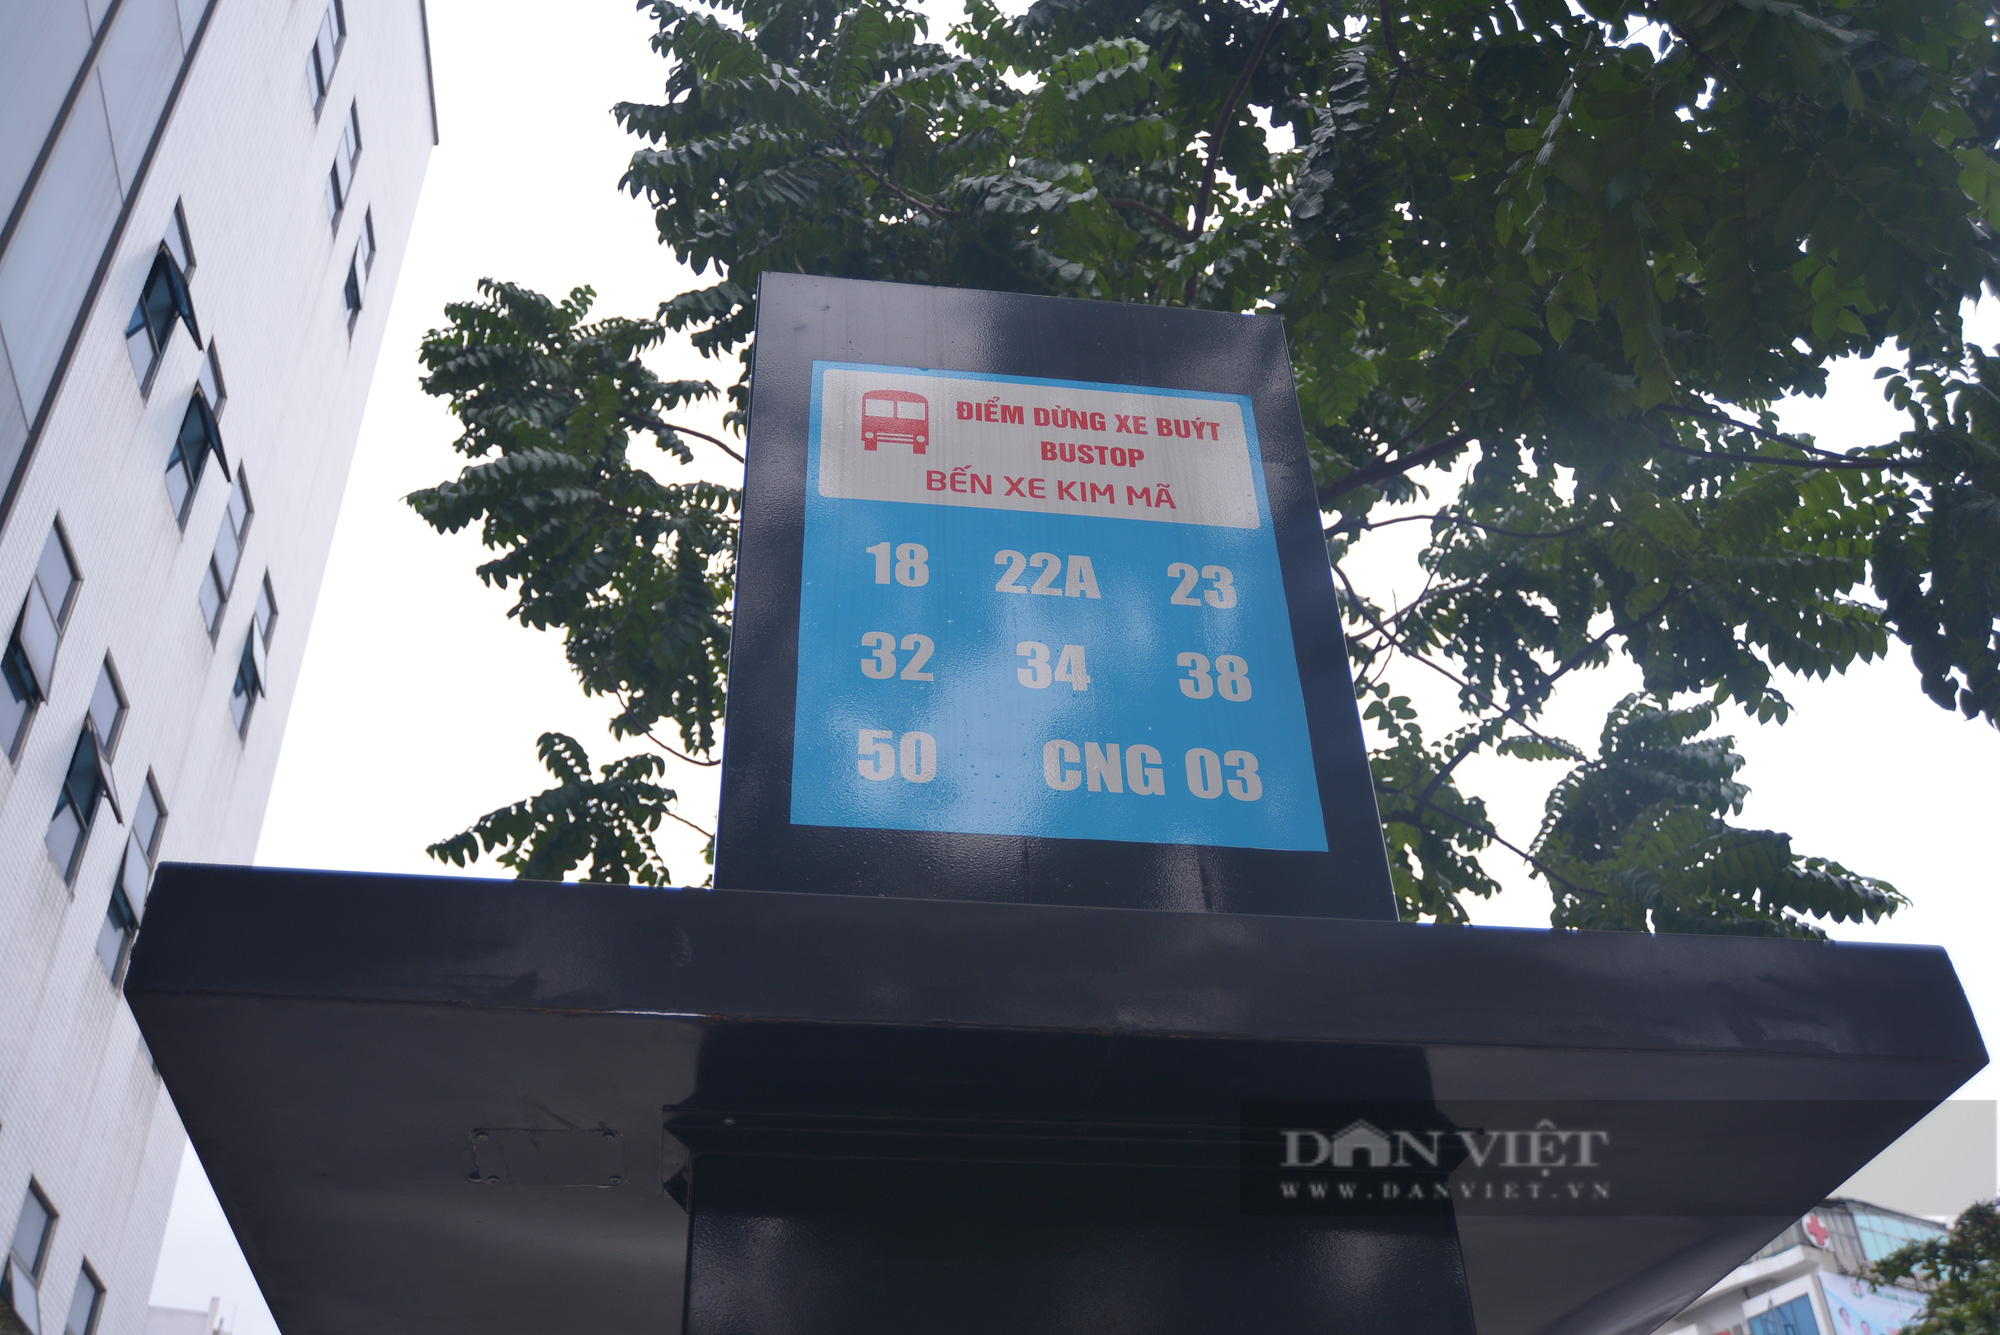 ĐIỂM DỪNG XE BUÝT
BUSTOP
BẾN XE KIM MÃ
18 22A 23
32 34 38
50 CNG 03
DÂN VIỆT
WWW.DANVIET.VN